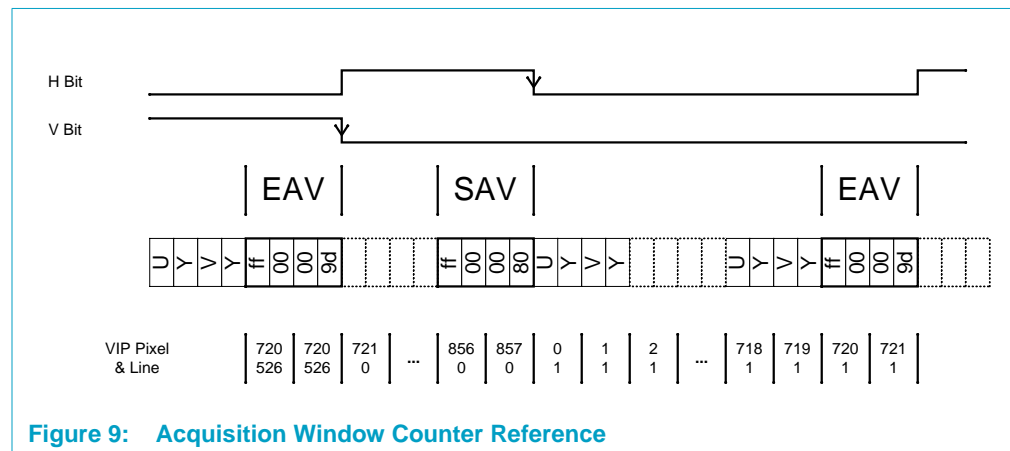 H Bit
V Bit
EAV SAV EAV
U Y V Y ff 00 00 9d ff 00 00 80 U Y V Y U Y V Y ff 00 00 9d
VIP Pixel 720 720 721 ... 856 857 0 1 2 ... 718 719 720 721
& Line 526 526 0 0 0 1 1 1 1 1 1 1
Figure 9: Acquisition Window Counter Reference